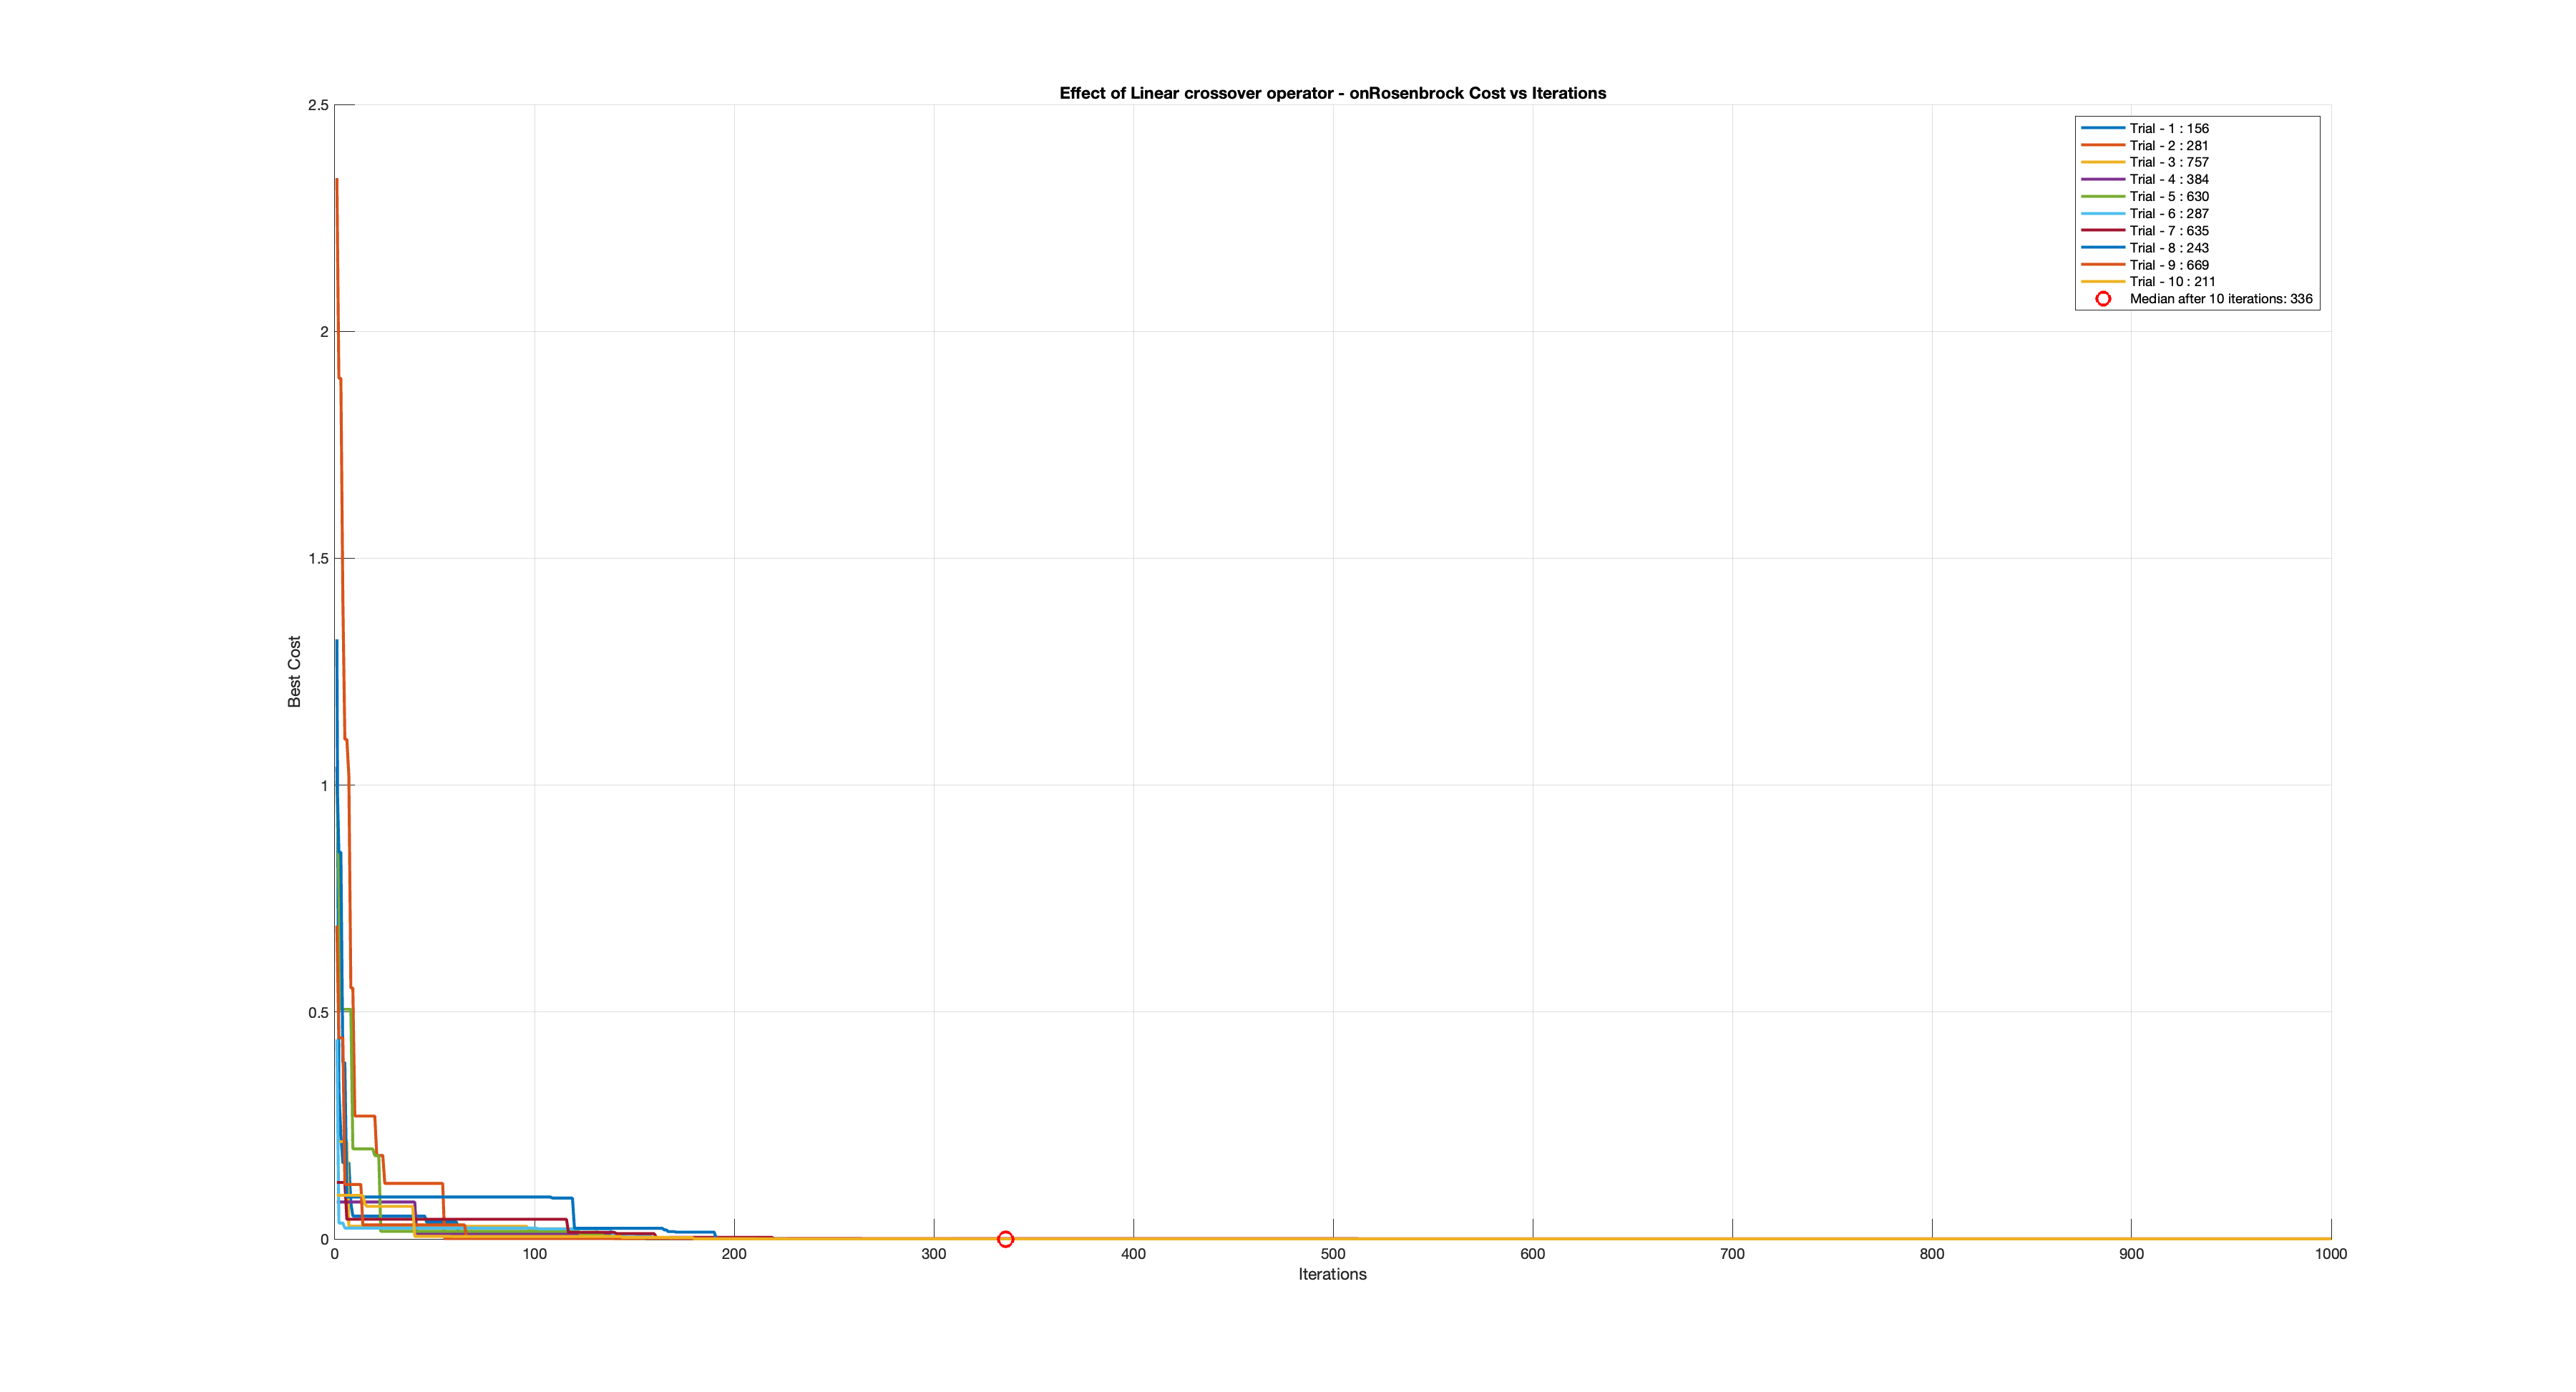 Effect of Linear crossover operator - onRosenbrock Cost vs Iterations
2.5
2
1.5
1
0.5
0
Best Cost
Trial - 1 : 156
Trial - 2 : 281
Trial - 3 : 757
Trial - 4 : 384
Trial - 5 : 630
Trial - 6 : 287
Trial - 7 : 635
Trial - 8 : 243
Trial - 9 : 669
Trial - 10 : 211
Median after 10 iterations: 336
0 100 200 300 400 500 600 700 800 900 1000
Iterations